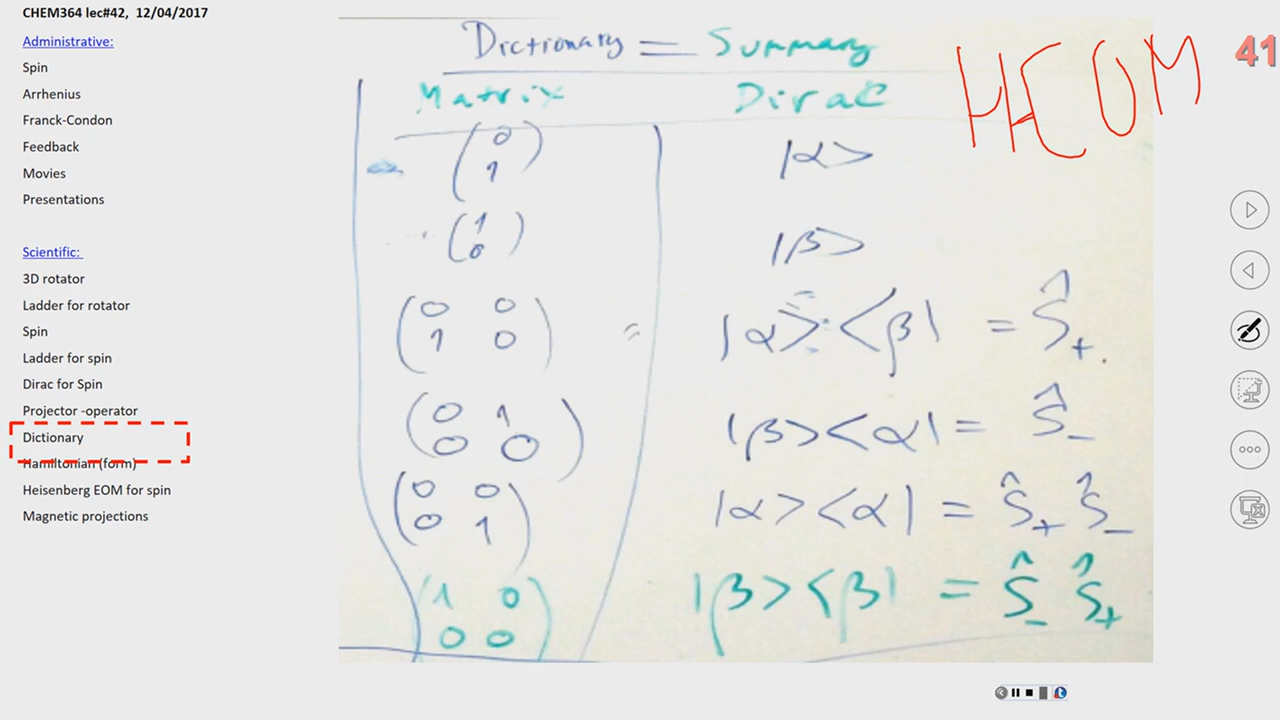 CHEM364 lec#42, 12/04/2017
Administrative:
Spin
Arrhenius
Franck-Condon
Feedback
Movies
Presentations
Scientific:
3D rotator
Ladder for rotator
Spin
Ladder for spin
Dirac for Spin
Projector -operator
Dictionary
Hamiltonian (form)
Heisenberg EOM for spin
Magnetic projections
41
Dictionary = Summary
Matrix Dirac
(0 1) |α>
(1 0) |β>
(0 0 1 0) = |α><β| = Ŝ₊
(0 1 0 0) |β><α| = Ŝ₋
(0 0 0 1) |α><α| = Ŝ₊ Ŝ₋
(1 0 0 0) |β><β| = Ŝ₋ Ŝ₊